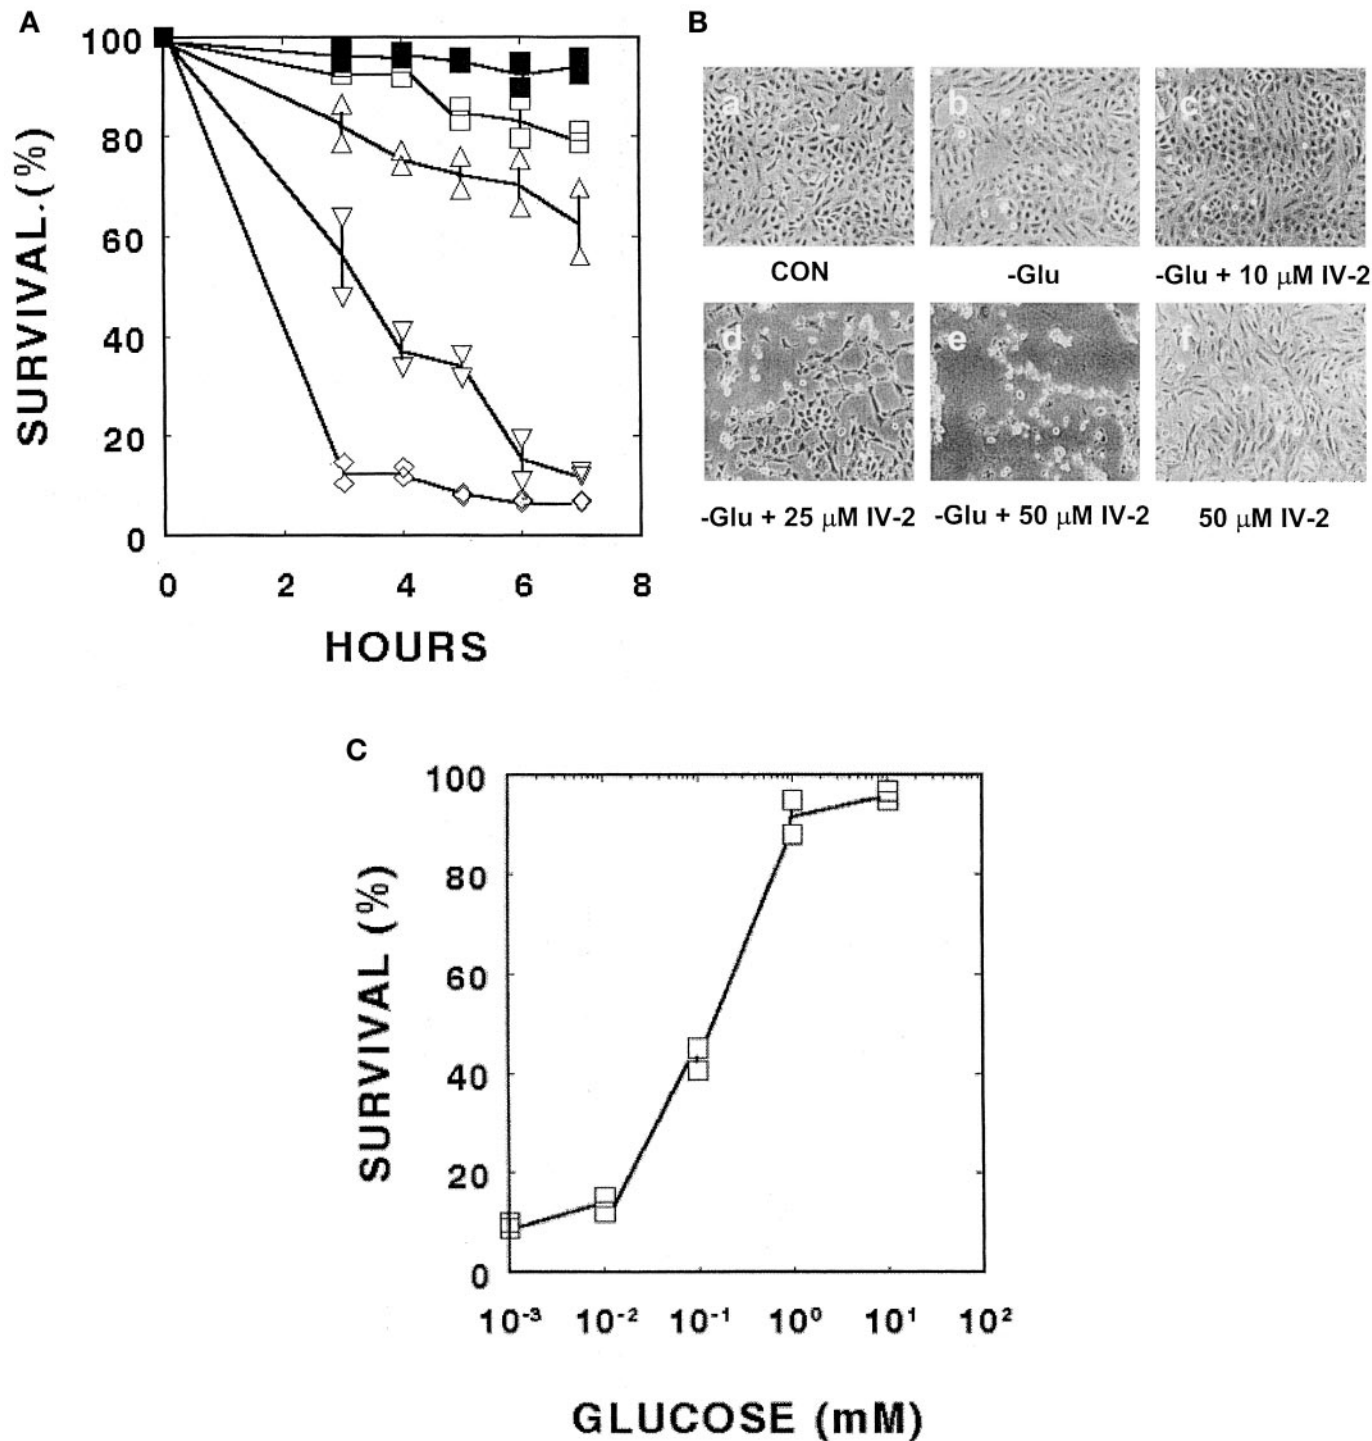 A
SURVIVAL.(%)
100
80
60
40
20
0
0 2 4 6 8
HOURS
B
a b c
CON -Glu -Glu + 10 μM IV-2
d e f
-Glu + 25 μM IV-2 -Glu + 50 μM IV-2 50 μM IV-2
C
SURVIVAL (%)
100
80
60
40
20
0
10⁻³ 10⁻² 10⁻¹ 10⁰ 10¹ 10²
GLUCOSE (mM)